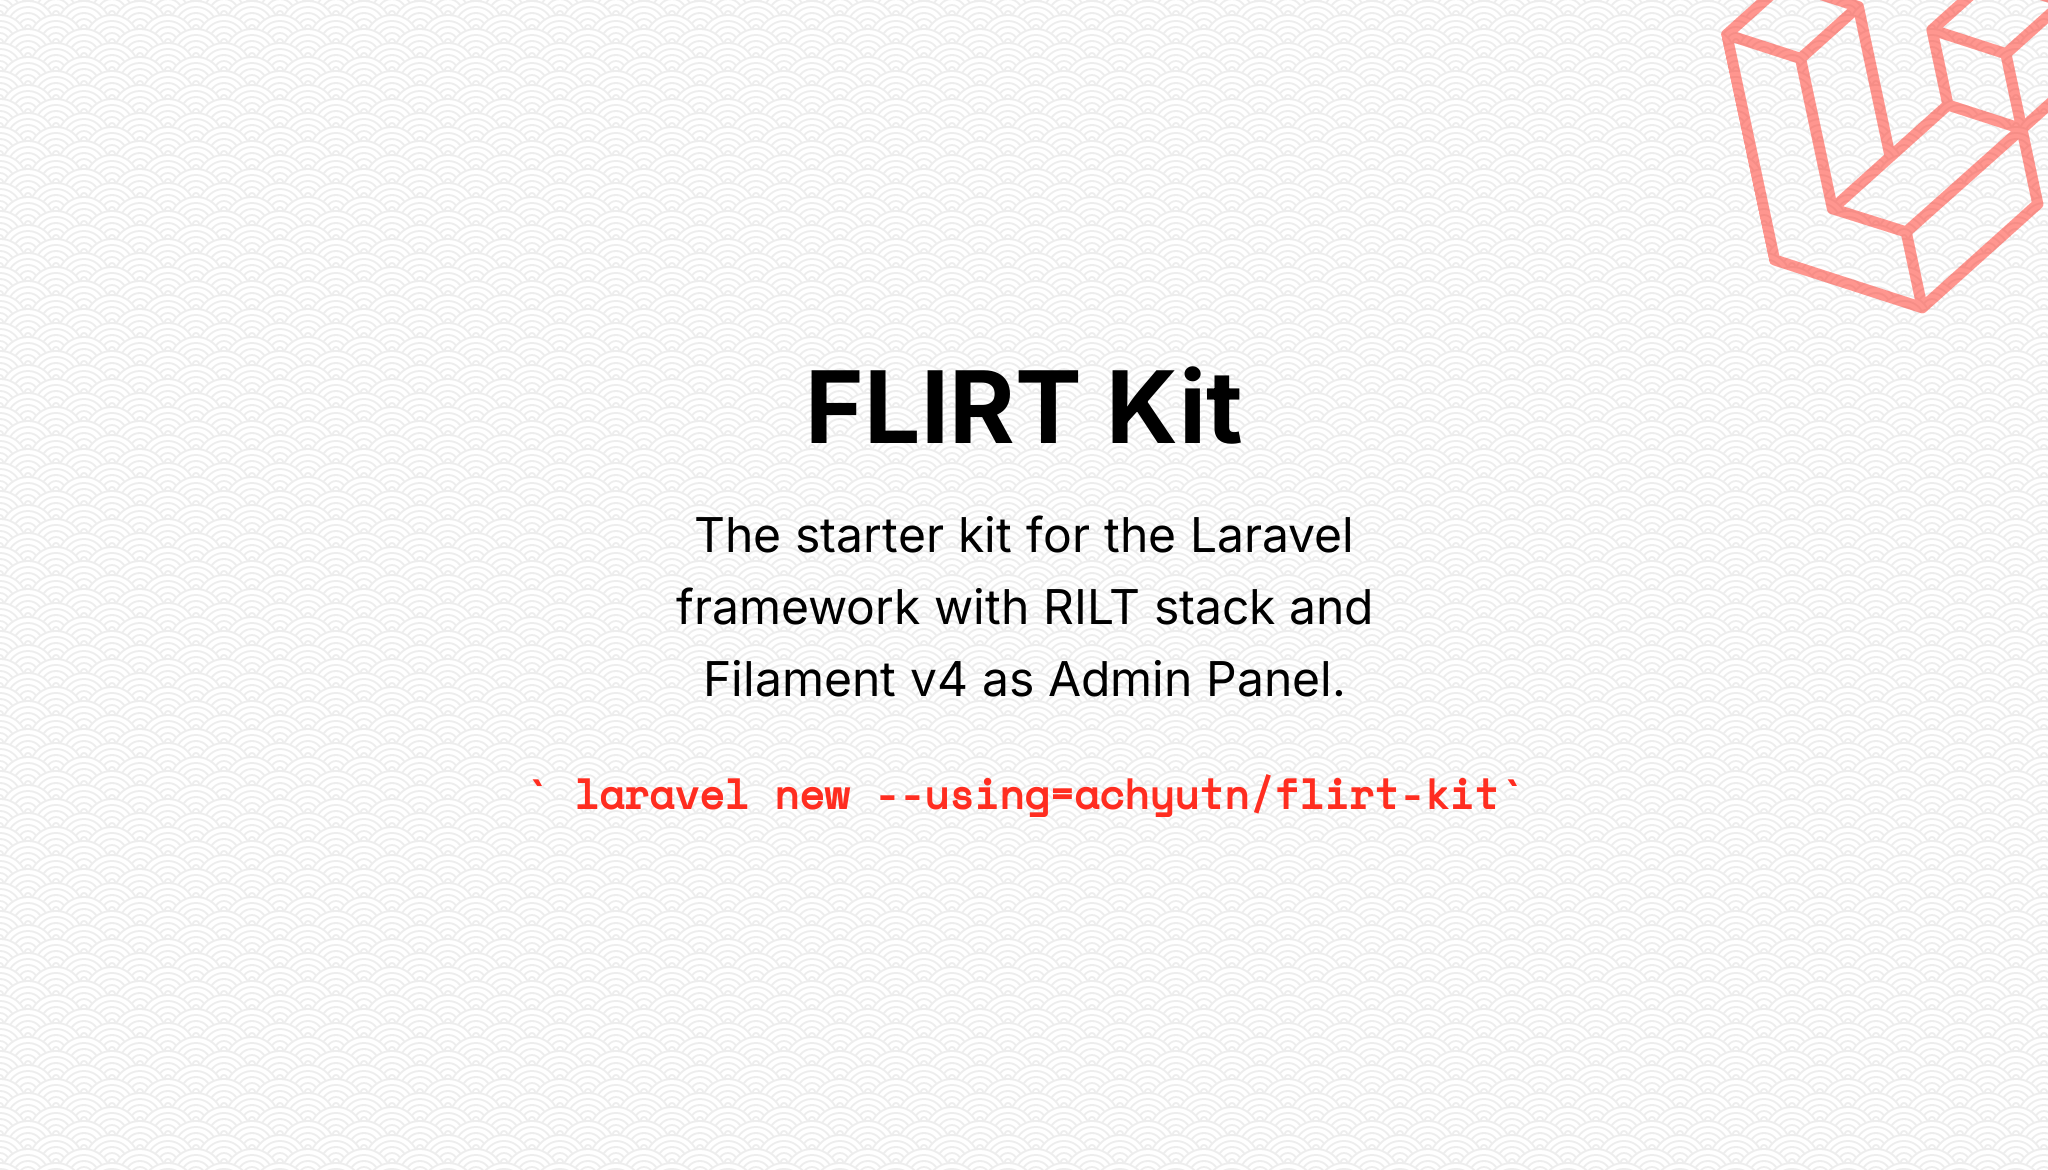 FLIRT Kit
The starter kit for the Laravel
framework with RILT stack and
Filament v4 as Admin Panel.
` laravel new --using=achyutn/flirt-kit`